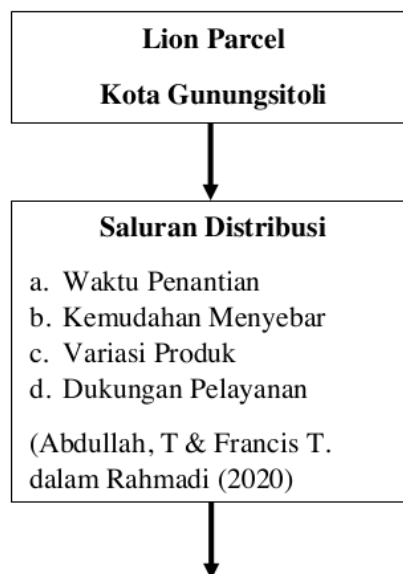 Lion Parcel
Kota Gunungsitoli
Saluran Distribusi
a. Waktu Penantian
b. Kemudahan Menyebar
c. Variasi Produk
d. Dukungan Pelayanan
(Abdullah, T & Francis T.
dalam Rahmadi (2020)